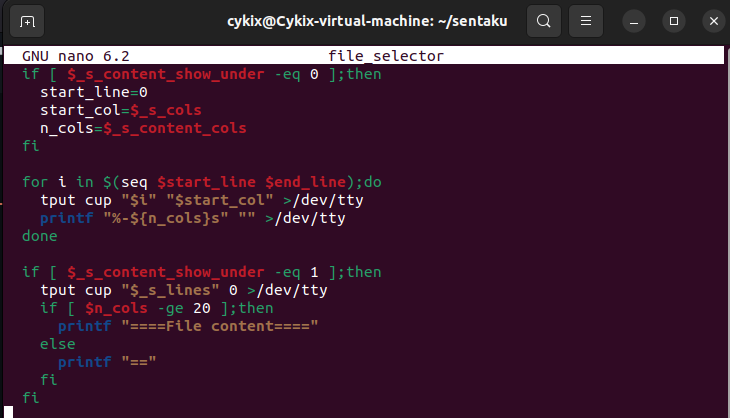 cykix@Cykix-virtual-machine: ~/sentaku
GNU nano 6.2 file_selector
if [ $_s_content_show_under -eq 0 ];then
start_line=0
start_col=$_s_cols
n_cols=$_s_content_cols
fi
for i in $(seq $start_line $end_line);do
tput cup "$i" "$start_col" >/dev/tty
printf "%-${n_cols}s" "" >/dev/tty
done
if [ $_s_content_show_under -eq 1 ];then
tput cup "$_s_lines" 0 >/dev/tty
if [ $n_cols -ge 20 ];then
printf "====File content===="
else
printf "=="
fi
fi